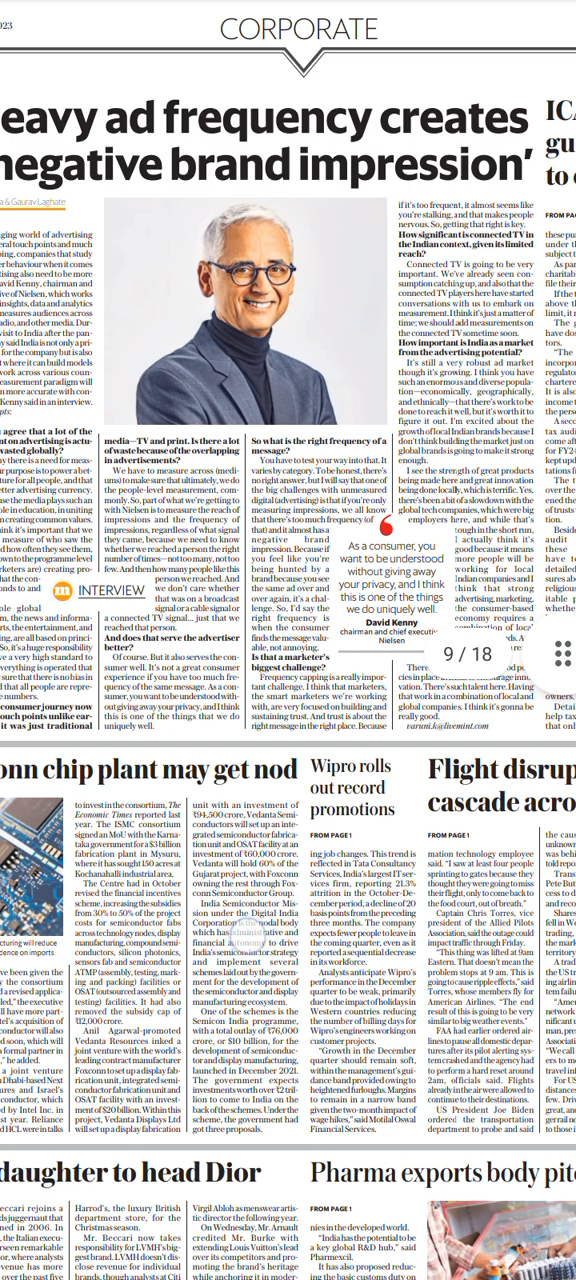 023
CORPORATE
eavy ad frequency creates
negative brand impression’
a & Gaurav Laghate
ging world of advertising
eral touch points and much
ping, companies that study
er behaviour when it comes
tising also need to be more
avid Kenny, chairman and
ive of Nielsen, which works
insights, data and analytics
measures audiences across
adio, and other media. Dur-
visit to India after the pan-
y said India is not only a pri-
for the company but is also
t where it can build models
work across various coun-
easurement paradigm will
n more accurate with con-
Kenny said in an interview.
pts:
agree that a lot of the
nt on advertising is actu-
wasted globally?
y there is a need for meas-
r purpose is to power a bet-
ture for all people, and that
etter advertising currency.
se the media plays such an
le in education, in uniting
n creating common values.
think it's important that we
measure of who saw the
d how often they see them,
own to the programme level
rketers are) creating pro-
hat the con-
onds to and
ole global
m, the news and informa-
rts, the entertainment, and
ing, are all based on princi-
So, it's a huge responsibility
ve a very high standard to
verything is operated that
sure that there is no bias in
d that all people are repre-
e numbers.
consumer journey now
ouch points unlike ear-
it was just traditional
media—TV and print. Is there a lot
of waste because of the overlapping
in advertisements?
We have to measure across (medi-
ums) to make sure that ultimately, we do
the people-level measurement, com-
monly. So, part of what we're getting to
with Nielsen is to measure the reach of
impressions and the frequency of
impressions, regardless of what signal
they came, because we need to know
whether we reached a person the right
number of times—not too many, not too
few. And then how many people like this
person we reached. And
we don't care whether
that was on a broadcast
signal or a cable signal or
a connected TV signal... just that we
reached that person.
And does the serve the advertiser
better?
Of course. But it also serves the con-
sumer well. It's not a great consumer
experience if you have too much fre-
quency of the same message. As a con-
sumer, you want to be understood with-
out giving away your privacy, and I think
this is one of the things that we do
uniquely well.
m INTERVIEW
So what is the right frequency of a
message?
You have to test your way into that. It
varies by category. To be honest, there's
no right answer, but I will say that one of
the big challenges with unmeasured
digital (advertising) is that if you're only
measuring impressions, we all know
that there's too much frequency (of
that) and it almost has a
negative brand
impression. Because if
you feel like you're
being hunted by a
brand because you see
the same ad over and
over again, it's a chal-
lenge. So, I'd say the
right frequency is
when the consumer
finds the message valua-
ble, not annoying.
Is that a marketer's
biggest challenge?
Frequency capping is a really impor-
tant challenge. I think that marketers,
the smart marketers we're working
with, are very focused on building and
sustaining trust. And trust is about the
right message in the right place. Because
As a consumer, you
want to be understood
without giving away
your privacy, and I think
this is one of the things
we do uniquely well.
David Kenny
chairman and chief executiv
Nielsen
if it's too frequent, it almost seems like
you're stalking, and that makes people
nervous. So, getting that right is key.
How significant is connected TV in
the Indian context, given its limited
reach?
Connected TV is going to be very
important. We've already seen con-
sumption catching up, and also that the
connected TV players here have started
conversations with us to embark on
measurement. I think it's just a matter of
time; we should add measurements on
the connected TV sometime soon.
How important is India as a market
from the advertising potential?
It's still a very robust ad market
though it's growing. I think you have
such an enormous and diverse popula-
tion—economically, geographically,
and ethnically—that there's work to be
done to reach it well, but it's worth it to
figure it out. I'm excited about the
growth of local Indian brands because I
don't think building the market just on
global brands is going to make it strong
enough.
I see the strength of great products
being made here and great innovation
being done locally, which is terrific. Yes,
there's been a bit of a slowdown with the
global tech companies, which were big
employers here, and while that's
tough in the short run,
I actually think it's
good because it means
more people will be
working for local
Indian companies and I
think that strong
advertising, marketing,
the consumer-based
economy requires a
combination of local
There
vation. There's such talent here. Having
that work in a combination of local and
global companies. I think it's gonna be
really good.
varuni.k@livemint.com
9 / 18
ICA
gu
to
FROM PA
onn chip plant may get nod
cturing will reduce
dence on imports.
to invest in the consortium, The
Economic Times reported last
year. The ISMC consortium
signed an MoU with the Karna-
taka government for a $3 billion
fabrication plant in Mysuru,
where it has sought 150 acres at
Kochanahalli industrial area.
The Centre had in October
revised the financial incentives
scheme, increasing the subsidies
from 30% to 50% of the project
costs for semiconductor fabs
across technology nodes, display
manufacturing, compound semi-
conductors, silicon photonics,
sensors fab and semiconductor
ATMP (assembly, testing, mark-
ing and packing) facilities or
OSAT (outsourced assembly and
testing) facilities. It had also
removed the subsidy cap of
₹12,000 crore.
Anil Agarwal-promoted
Vedanta Resources inked a
joint venture with the world's
leading contract manufacturer
Foxconn to set up a display fab-
rication unit, integrated semi-
conductor fabrication unit and
OSAT facility with an invest-
ment of $20 billion. Within this
project, Vedanta Displays Ltd
will set up a display fabrication
unit with an investment of
₹94,500 crore, Vedanta Semi-
conductors will set up an inte-
grated semiconductor fabrica-
tion unit and OSAT facility at an
investment of ₹60,000 crore.
Vedanta will hold 60% of the
Gujarat project, with Foxconn
owning the rest through Fox-
conn Semiconductor Group.
India Semiconductor Mis-
sion under the Digital India
Corporation is the nodal body
which has administrative and
financial autonomy to drive
India's semiconductor strategy
and implement several
schemes laid out by the govern-
ment for the development of
the semiconductor and display
manufacturing ecosystem.
One of the schemes is the
Semicon India programme,
with a total outlay of ₹76,000
crore, or $10 billion, for the
development of semiconduc-
tor and display manufacturing,
launched in December 2021.
The government expects
investments worth over ₹2 tril-
lion to come to India on the
back of the schemes. Under the
scheme, the government had
got three proposals.
Wipro rolls
out record
promotions
FROM PAGE 1
ing job changes. This trend is
reflected in Tata Consultancy
Services, India's largest IT ser-
vices firm, reporting 21.3%
attrition in the October-De-
cember period, a decline of 20
basis points from the preceding
three months. The company
expects fewer people to leave in
the coming quarter, even as it
reported a sequential decrease
in its workforce.
Analysts anticipate Wipro's
performance in the December
quarter to be weak, primarily
due to the impact of holidays in
Western countries reducing
the number of billing days for
Wipro's engineers working on
customer projects.
"Growth in the December
quarter should remain soft,
within the management's gui-
dance band provided owing to
heightened furloughs. Margins
to remain in a narrow band
given the two-month impact of
wage hikes," said Motilal Oswal
Financial Services.
Flight disrup
cascade acro
FROM PAGE 1
mation technology employee
said. "I saw at least four people
sprinting to gates because they
thought they were going to miss
their flight, only to come back to
the food court, out of breath."
Captain Chris Torres, vice
president of the Allied Pilots
Association, said the outage could
impact traffic through Friday.
"This thing was lifted at 9am
Eastern. That doesn't mean the
problem stops at 9 am. This is
going to cause ripple effects," said
Torres, whose members fly for
American Airlines. "The end
result of this is going to be very
similar to big weather events."
FAA had earlier ordered air-
lines to pause all domestic depar-
tures after its pilot alerting sys-
tem crashed and the agency had
to perform a hard reset around
2am, officials said. Flights
already in the air were allowed to
continue to their destinations.
US President Joe Biden
ordered the transportation
department to probe and said
daughter to head Dior
Harrod's, the luxury British
department store, for the
Christmas season.
Mr. Beccari now takes
responsibility for LVMH's big-
gest brand. LVMH doesn't dis-
close revenue for individual
brands, though analysts at Citi
Virgil Abloh as menswear artis-
tic director the following year.
On Wednesday, Mr. Arnault
credited Mr. Burke with
extending Louis Vuitton's lead
over its competitors and pro-
moting the brand's heritage
while anchoring it in moder-
Pharma exports body pitc
FROM PAGE 1
nies in the developed world.
"India has the potential to be
a key global R&D hub," said
Pharmexcil.
It has also proposed reduc-
ing the basic customs duty on